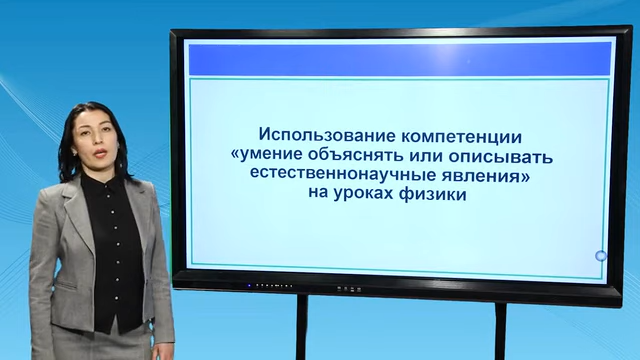 Использование компетенции
«умение объяснять или описывать
естественнонаучные явления»
на уроках физики